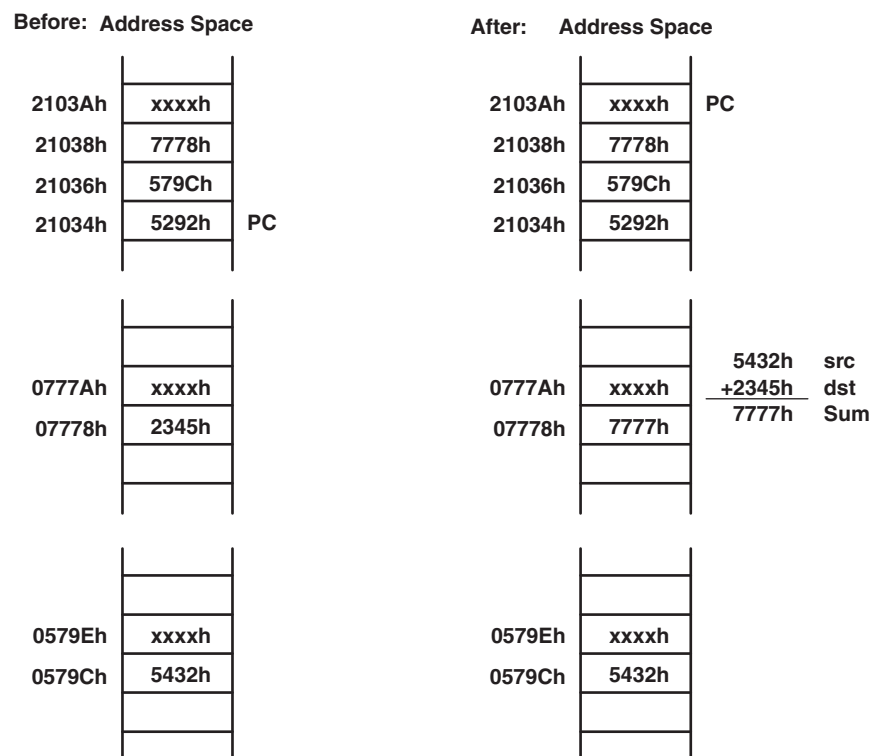 Before: Address Space
After: Address Space
2103Ah xxxxh
21038h 7778h
21036h 579Ch
21034h 5292h PC
2103Ah xxxxh PC
21038h 7778h
21036h 579Ch
21034h 5292h
0777Ah xxxxh
07778h 2345h
0777Ah xxxxh
07778h 7777h
5432h src
+2345h dst
7777h Sum
0579Eh xxxxh
0579Ch 5432h
0579Eh xxxxh
0579Ch 5432h